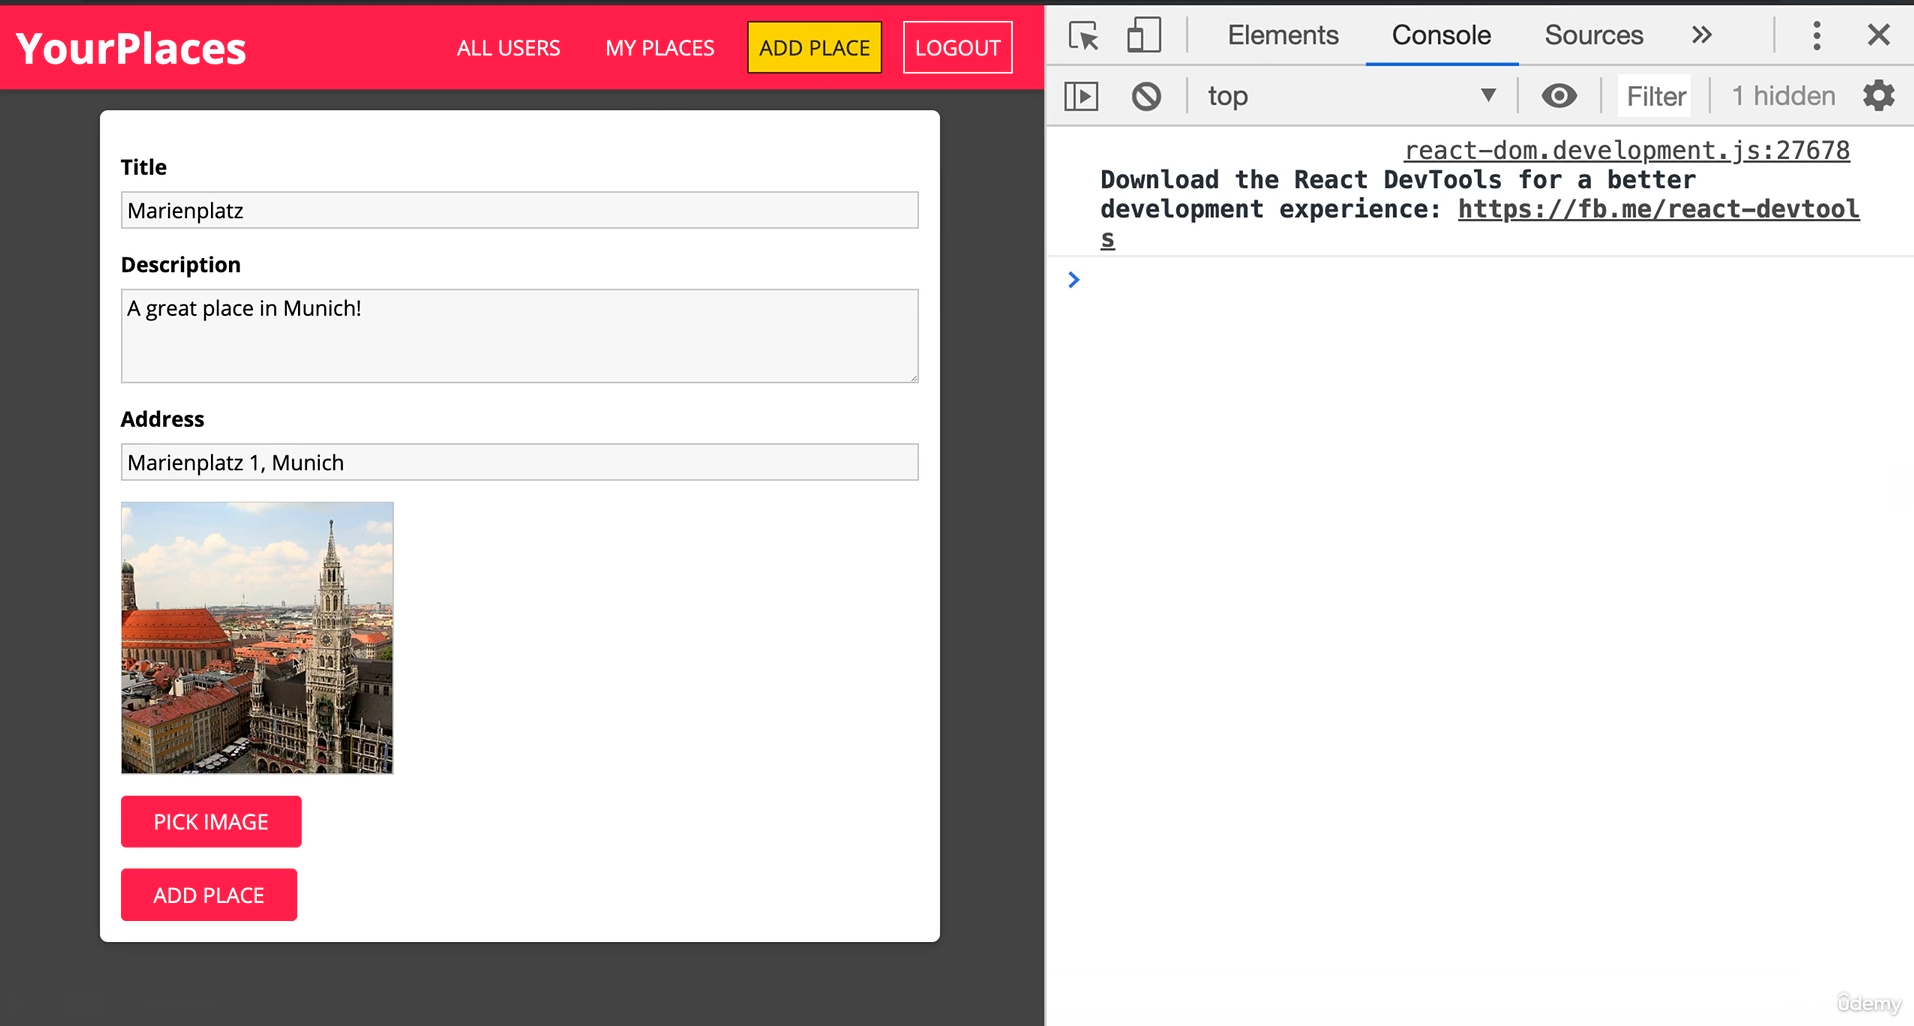 YourPlaces
ALL USERS
MY PLACES
ADD PLACE
LOGOUT
Title
Marienplatz
Description
A great place in Munich!
Address
Marienplatz 1, Munich
PICK IMAGE
ADD PLACE
Elements
Console
Sources
top
Filter
1 hidden
react-dom.development.js:27678
Download the React DevTools for a better
development experience: https://fb.me/react-devtool
s
ûdemy